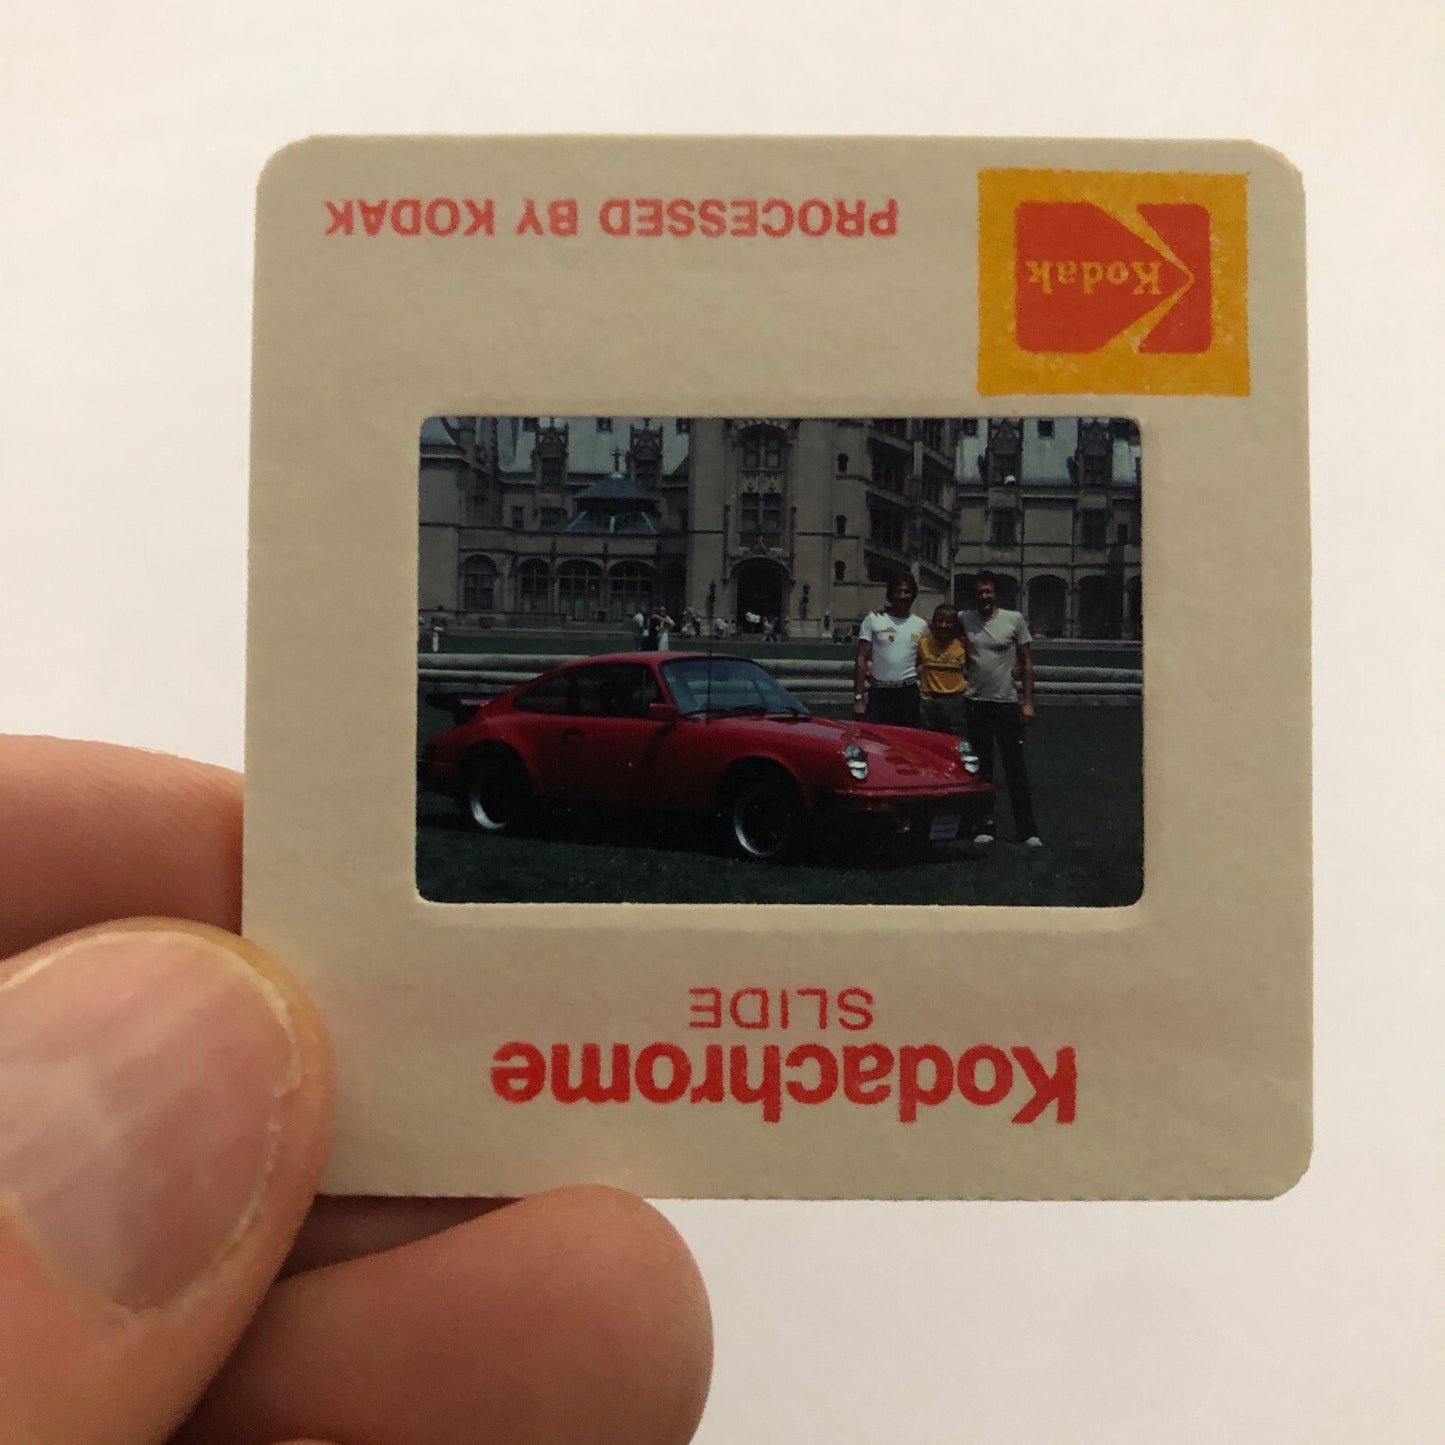 Kodachrome
SLIDE
Kodak
PROCESSED BY KODAK